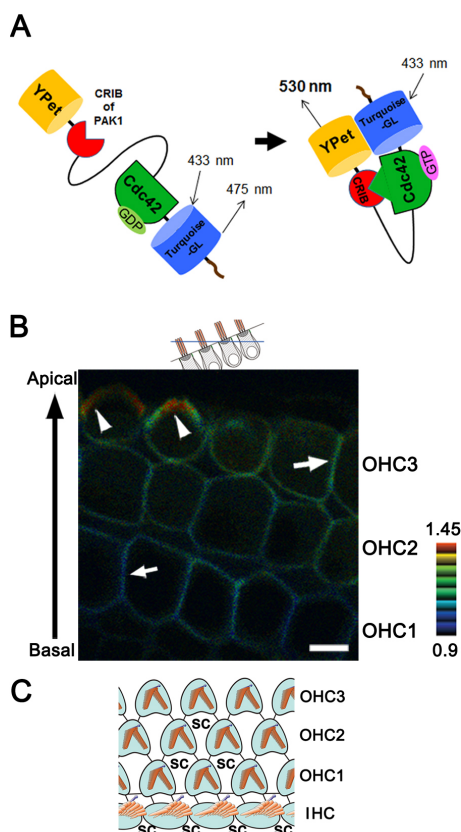 A
YPet
CRIB
of
PAK1
Cdc42
GDP
433 nm
475 nm
Turquoise
-GL
530 nm
433 nm
YPet
Turquoise
-GL
CRIB
Cdc42
GTP
B
Apical
Basal
OHC3
OHC2
OHC1
1.45
0.9
C
OHC3
SC
OHC2
SC SC
OHC1
IHC
SC SC SC SC